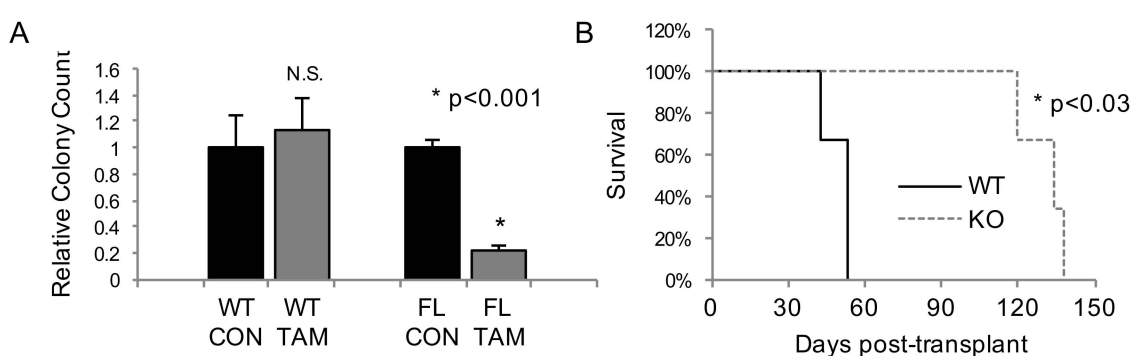 A
Relative Colony Count
1.6
1.4
1.2
1
0.8
0.6
0.4
0.2
0
N.S.
* p<0.001
*
WT CON
WT TAM
FL CON
FL TAM
B
Survival
120%
100%
80%
60%
40%
20%
0%
* p<0.03
WT
KO
0 30 60 90 120 150
Days post-transplant